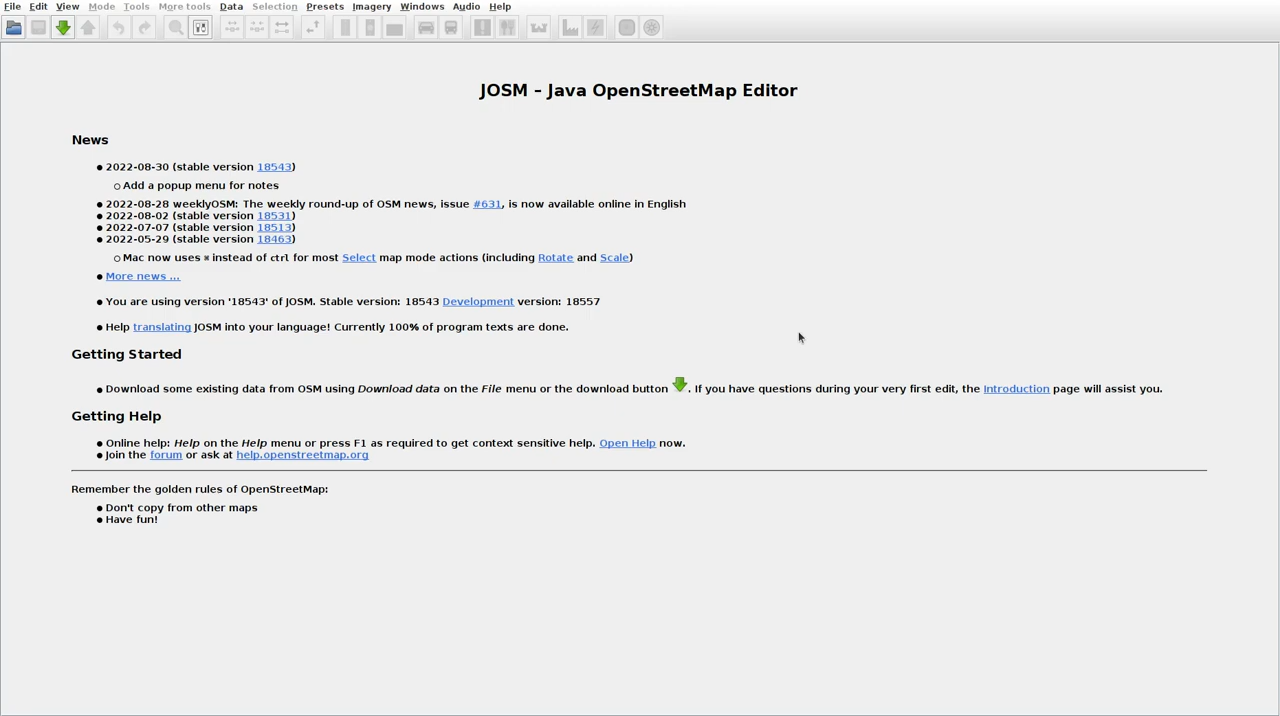 File Edit View Mode Tools More tools Data Selection Presets Imagery Windows Audio Help
JOSM – Java OpenStreetMap Editor
News
2022-08-30 (stable version 18543)
Add a popup menu for notes
2022-08-28 weeklyOSM: The weekly round-up of OSM news, issue #631, is now available online in English
2022-08-02 (stable version 18531)
2022-07-07 (stable version 18513)
2022-05-29 (stable version 18463)
Mac now uses ⌘ instead of ctrl for most Select map mode actions (including Rotate and Scale)
More news ...
You are using version '18543' of JOSM. Stable version: 18543 Development version: 18557
Help translating JOSM into your language! Currently 100% of program texts are done.
Getting Started
Download some existing data from OSM using Download data on the File menu or the download button . If you have questions during your very first edit, the Introduction page will assist you.
Getting Help
Online help: Help on the Help menu or press F1 as required to get context sensitive help. Open Help now.
Join the forum or ask at help.openstreetmap.org
Remember the golden rules of OpenStreetMap:
Don't copy from other maps
Have fun!